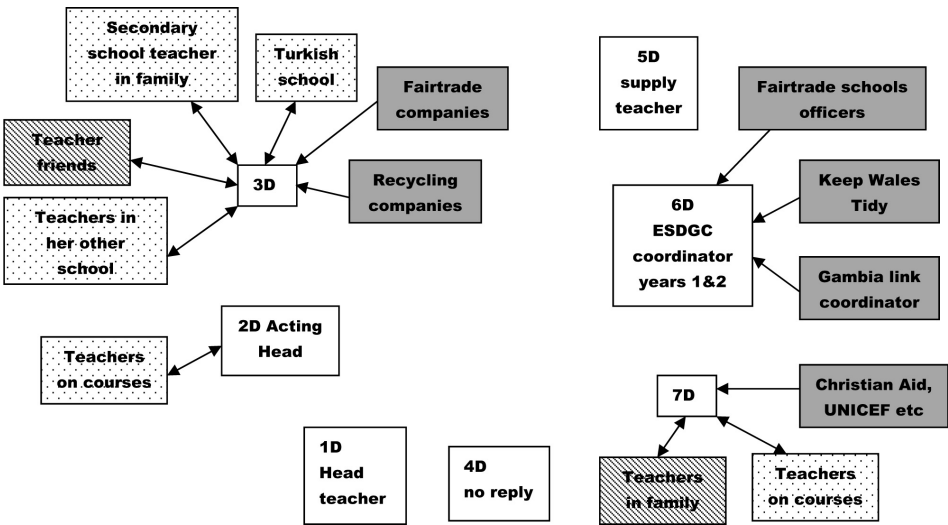 Secondary
school teacher
in family
Turkish
school
Fairtrade
companies
Teacher
friends
3D
Recycling
companies
Teachers in
her other
school
5D
supply
teacher
Fairtrade schools
officers
6D
ESDGC
coordinator
years 1&2
Keep Wales
Tidy
Gambia link
coordinator
2D Acting
Head
Teachers
on courses
1D
Head
teacher
4D
no reply
7D
Christian Aid,
UNICEF etc
Teachers
in family
Teachers
on courses